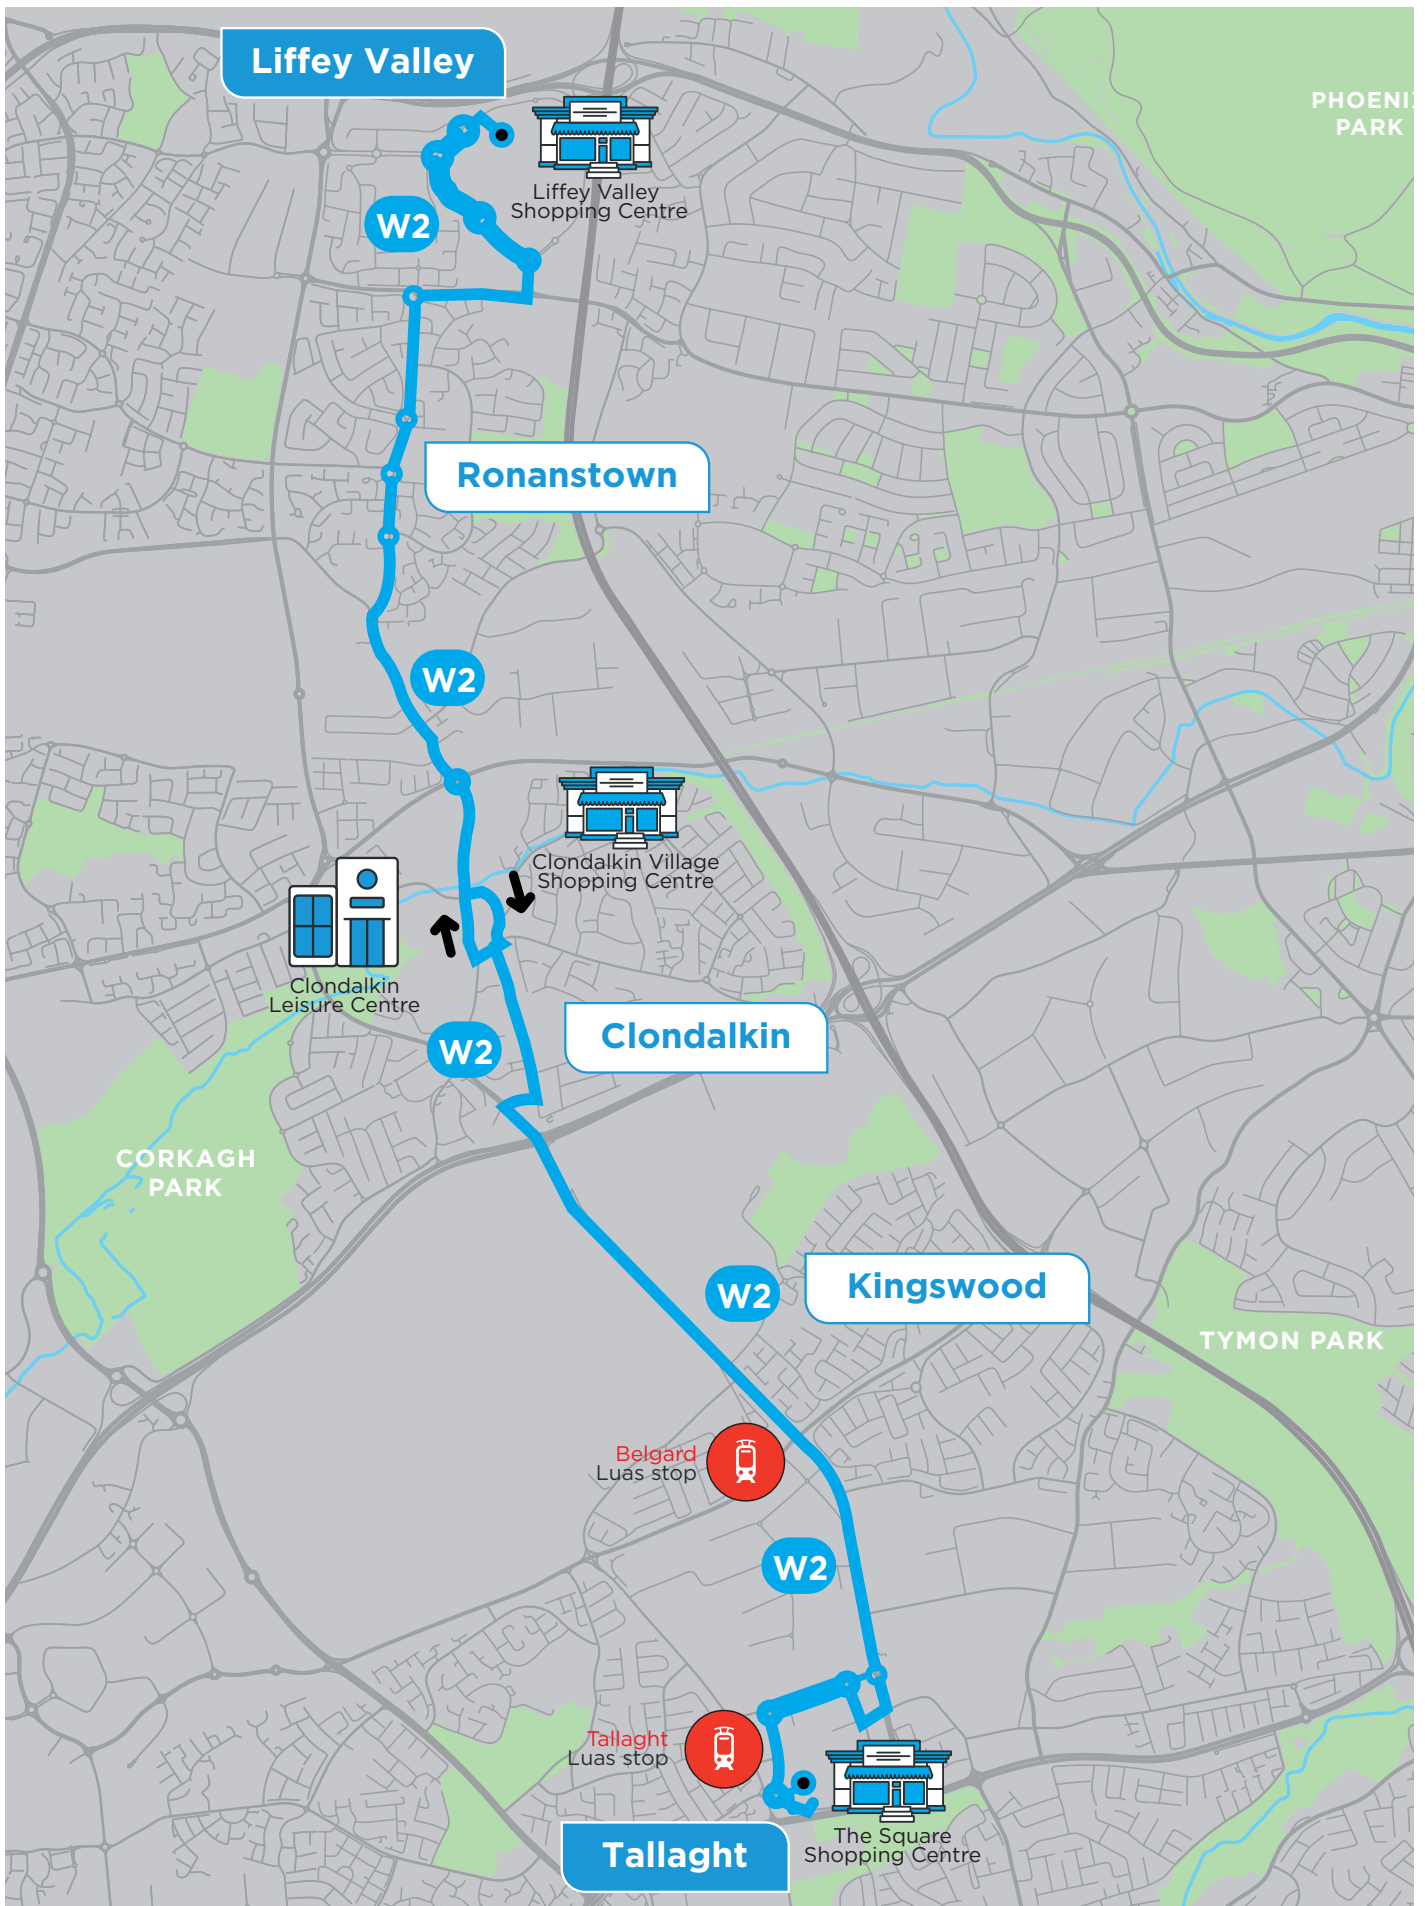 Liffey Valley
PHOENI
PARK
Liffey Valley
Shopping Centre
W2
Ronanstown
W2
Clondalkin Village
Shopping Centre
Clondalkin
Leisure Centre
Clondalkin
W2
CORKAGH
PARK
Kingswood
W2
TYMON PARK
Belgard
Luas stop
W2
Tallaght
Luas stop
The Square
Shopping Centre
Tallaght